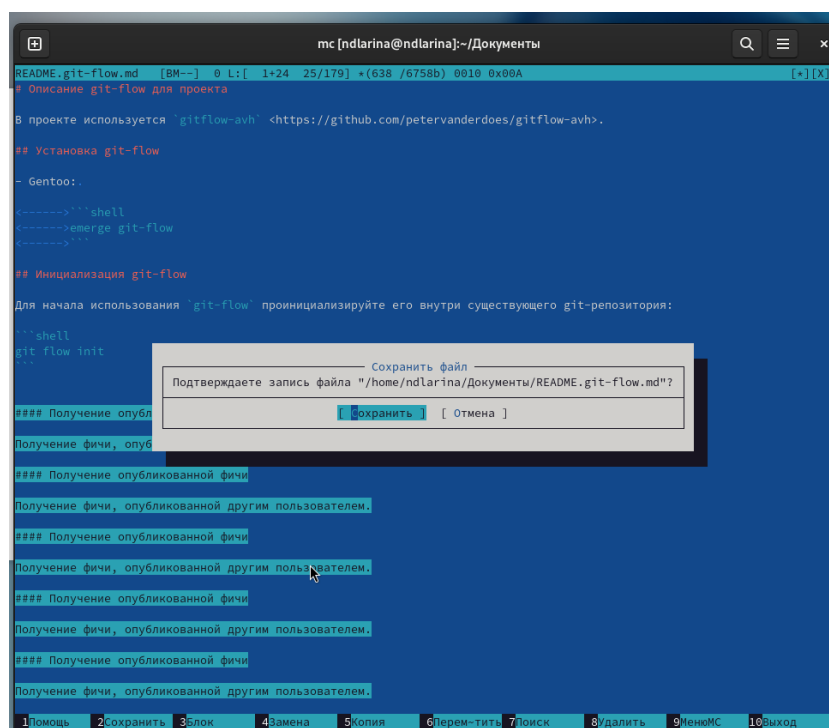 mc [ndlarina@ndlarina]:~/Документы
README.git-flow.md [BM--] 0 L:[ 1+24 25/179] *(638 /6758b) 0010 0x00A [*][X]
# Описание git-flow для проекта
В проекте используется `gitflow-avh` <https://github.com/petervanderdoes/gitflow-avh>.
## Установка git-flow
- Gentoo:.
<------>```shell
<------>emerge git-flow
<------>```
## Инициализация git-flow
Для начала использования `git-flow` проинициализируйте его внутри существующего git-репозитория:
```shell
git flow init
```
Сохранить файл
Подтверждаете запись файла "/home/ndlarina/Документы/README.git-flow.md"?
[ Сохранить ] [ Отмена ]
#### Получение опубл
Получение фичи, опуб
#### Получение опубликованной фичи
Получение фичи, опубликованной другим пользователем.
#### Получение опубликованной фичи
Получение фичи, опубликованной другим пользователем.
#### Получение опубликованной фичи
Получение фичи, опубликованной другим пользователем.
#### Получение опубликованной фичи
Получение фичи, опубликованной другим пользователем.
1Помощь 2Сохранить 3Блок 4Замена 5Копия 6Перем~тить 7Поиск 8Удалить 9МенюMC 10Выход